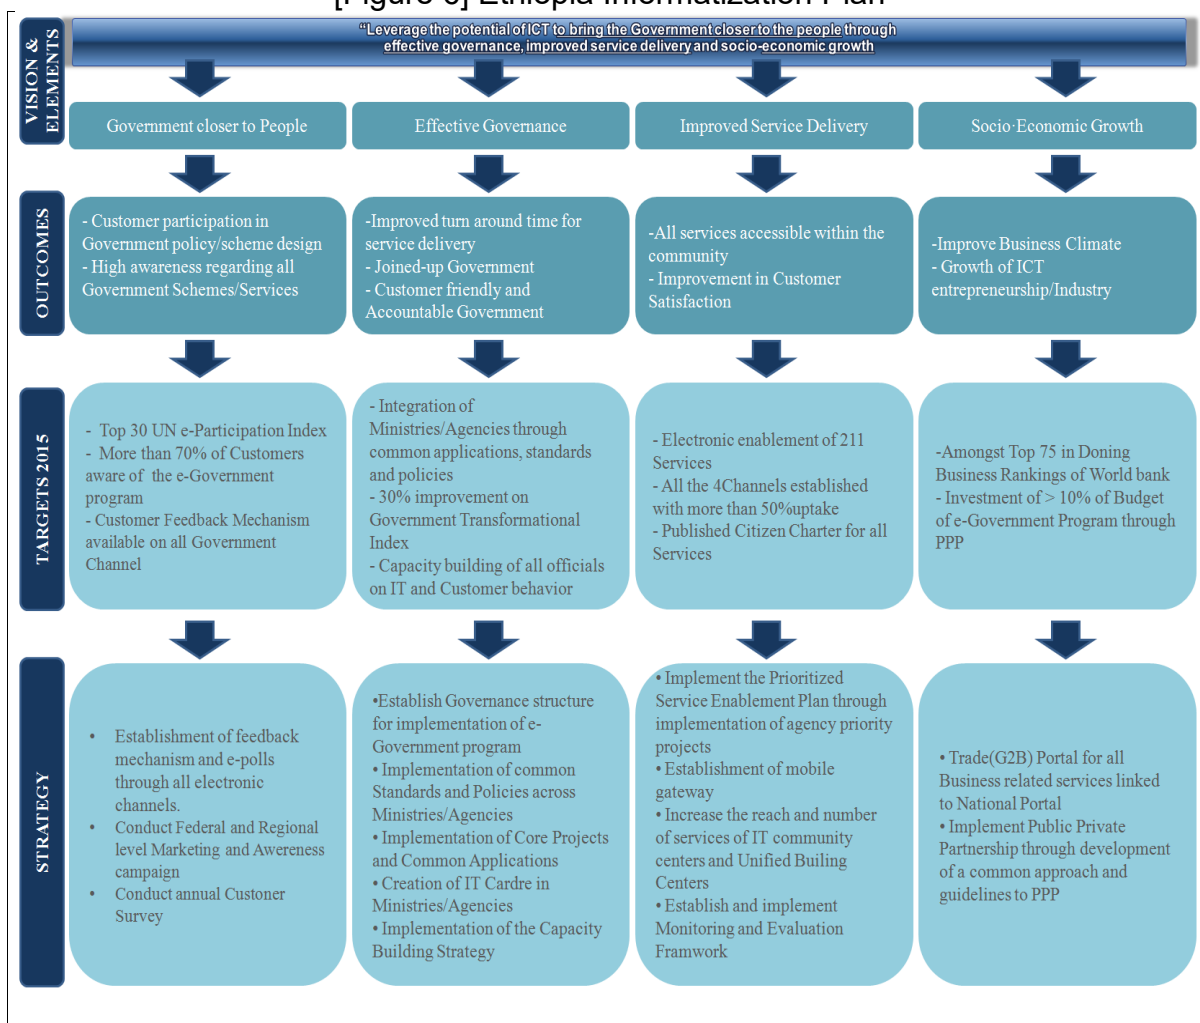 [Figure 6] Ethiopia Informatization Plan
VISION &
ELEMENTS
“Leverage the potential of ICT to bring the Government closer to the people through
effective governance, improved service delivery and socio-economic growth
Government closer to People
Effective Governance
Improved Service Delivery
Socio·Economic Growth
OUTCOMES
- Customer participation in
Government policy/scheme design
- High awareness regarding all
Government Schemes/Services
-Improved turn around time for
service delivery
- Joined-up Government
- Customer friendly and
Accountable Government
-All services accessible within the
community
- Improvement in Customer
Satisfaction
-Improve Business Climate
- Growth of ICT
entrepreneurship/Industry
TARGETS 2015
- Top 30 UN e-Participation Index
- More than 70% of Customers
aware of the e-Government
program
- Customer Feedback Mechanism
available on all Government
Channel
- Integration of
Ministries/Agencies through
common applications, standards
and policies
- 30% improvement on
Government Transformational
Index
- Capacity building of all officials
on IT and Customer behavior
- Electronic enablement of 211
Services
- All the 4Channels established
with more than 50%uptake
- Published Citizen Charter for all
Services
-Amongst Top 75 in Doning
Business Rankings of World bank
- Investment of > 10% of Budget
of e-Government Program through
PPP
STRATEGY
• Establishment of feedback
mechanism and e-polls
through all electronic
channels.
• Conduct Federal and Regional
level Marketing and Awereness
campaign
• Conduct annual Custoner
Survey
•Establish Governance structure
for implementation of e-
Government program
• Implementation of common
Standards and Policies across
Ministries/Agencies
• Implementation of Core Projects
and Common Applications
• Creation of IT Cardre in
Ministries/Agencies
• Implementation of the Capacity
Building Strategy
• Implement the Prioritized
Service Enablement Plan through
implementation of agency priority
projects
• Establishment of mobile
gateway
• Increase the reach and number
of services of IT community
centers and Unified Builing
Centers
• Establish and implement
Monitoring and Evaluation
Framwork
• Trade(G2B) Portal for all
Business related services linked
to National Portal
• Implement Public Private
Partnership through development
of a common approach and
guidelines to PPP